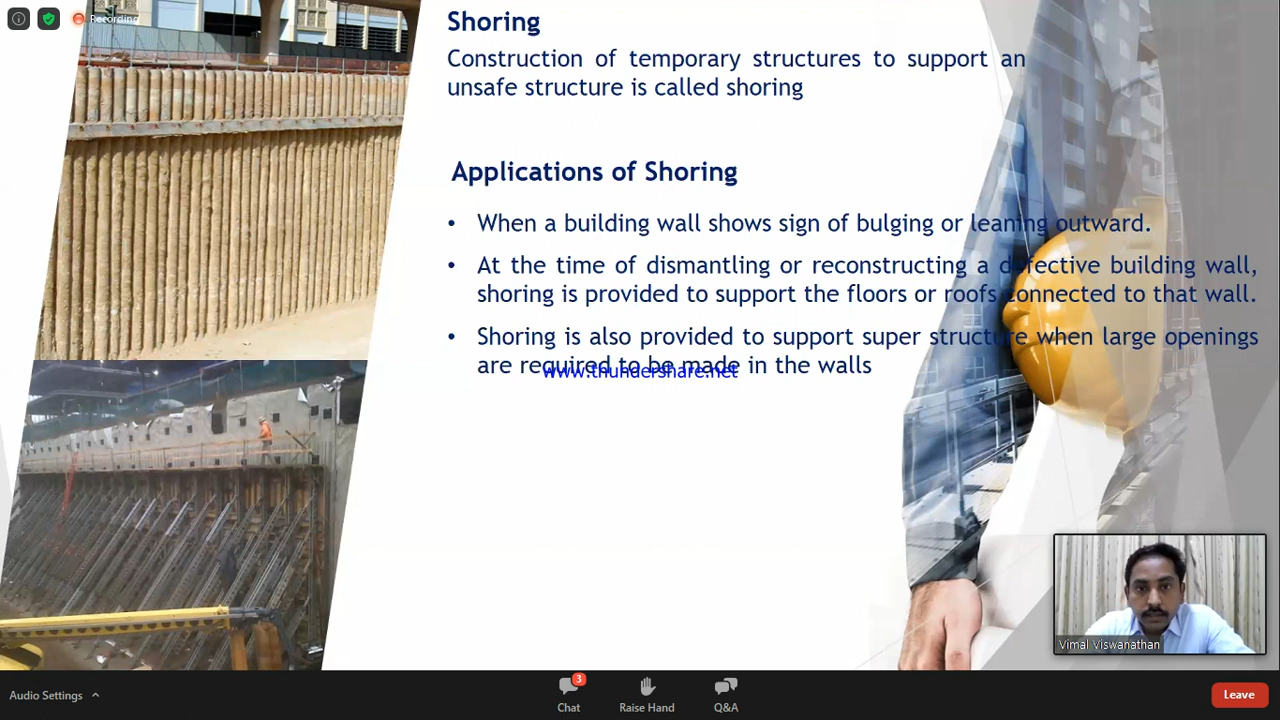 Recording
Shoring
Construction of temporary structures to support an
unsafe structure is called shoring
Applications of Shoring
• When a building wall shows sign of bulging or leaning outward.
• At the time of dismantling or reconstructing a defective building wall,
shoring is provided to support the floors or roofs connected to that wall.
• Shoring is also provided to support super structure when large openings
are required to be made in the walls
www.thundershare.net
Vimal Viswanathan
Audio Settings
3
Chat
Raise Hand
Q&A
Leave